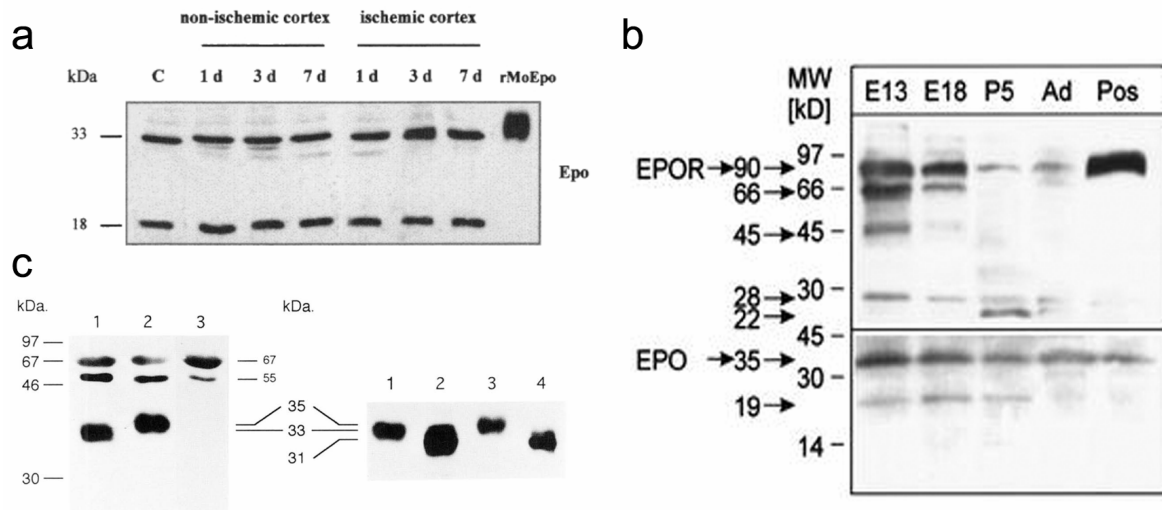 a
non-ischemic cortex ischemic cortex
kDa C 1 d 3 d 7 d 1 d 3 d 7 d rMoEpo
33
Epo
18
b
MW
[kD]
E13 E18 P5 Ad Pos
97
EPOR 90
66 66
45 45
30
28
22
45
EPO 35
30
19
14
c
kDa. kDa.
1 2 3
97
67 67
46 55
30
1 2 3 4
35
33
31